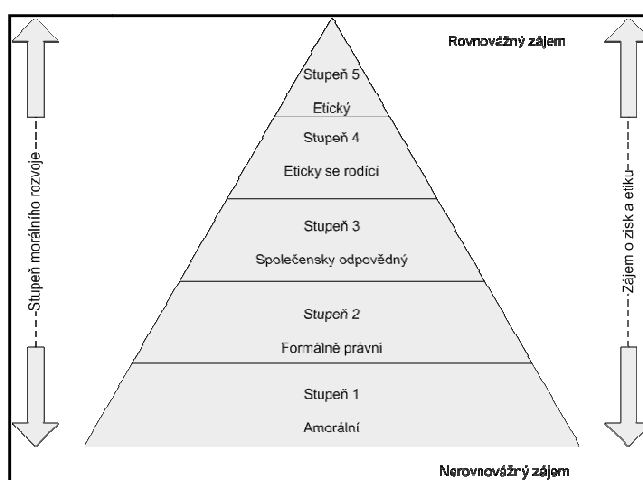 Rovnovážný zájem
Stupeň 5
Etický
Stupeň 4
Eticky se rodící
Stupeň 3
Společensky odpovědný
Stupeň 2
Formálně právní
Stupeň 1
Amorální
Nerovnovážný zájem
Stupeň morálního rozvoje
Zájem o zisk a etiku